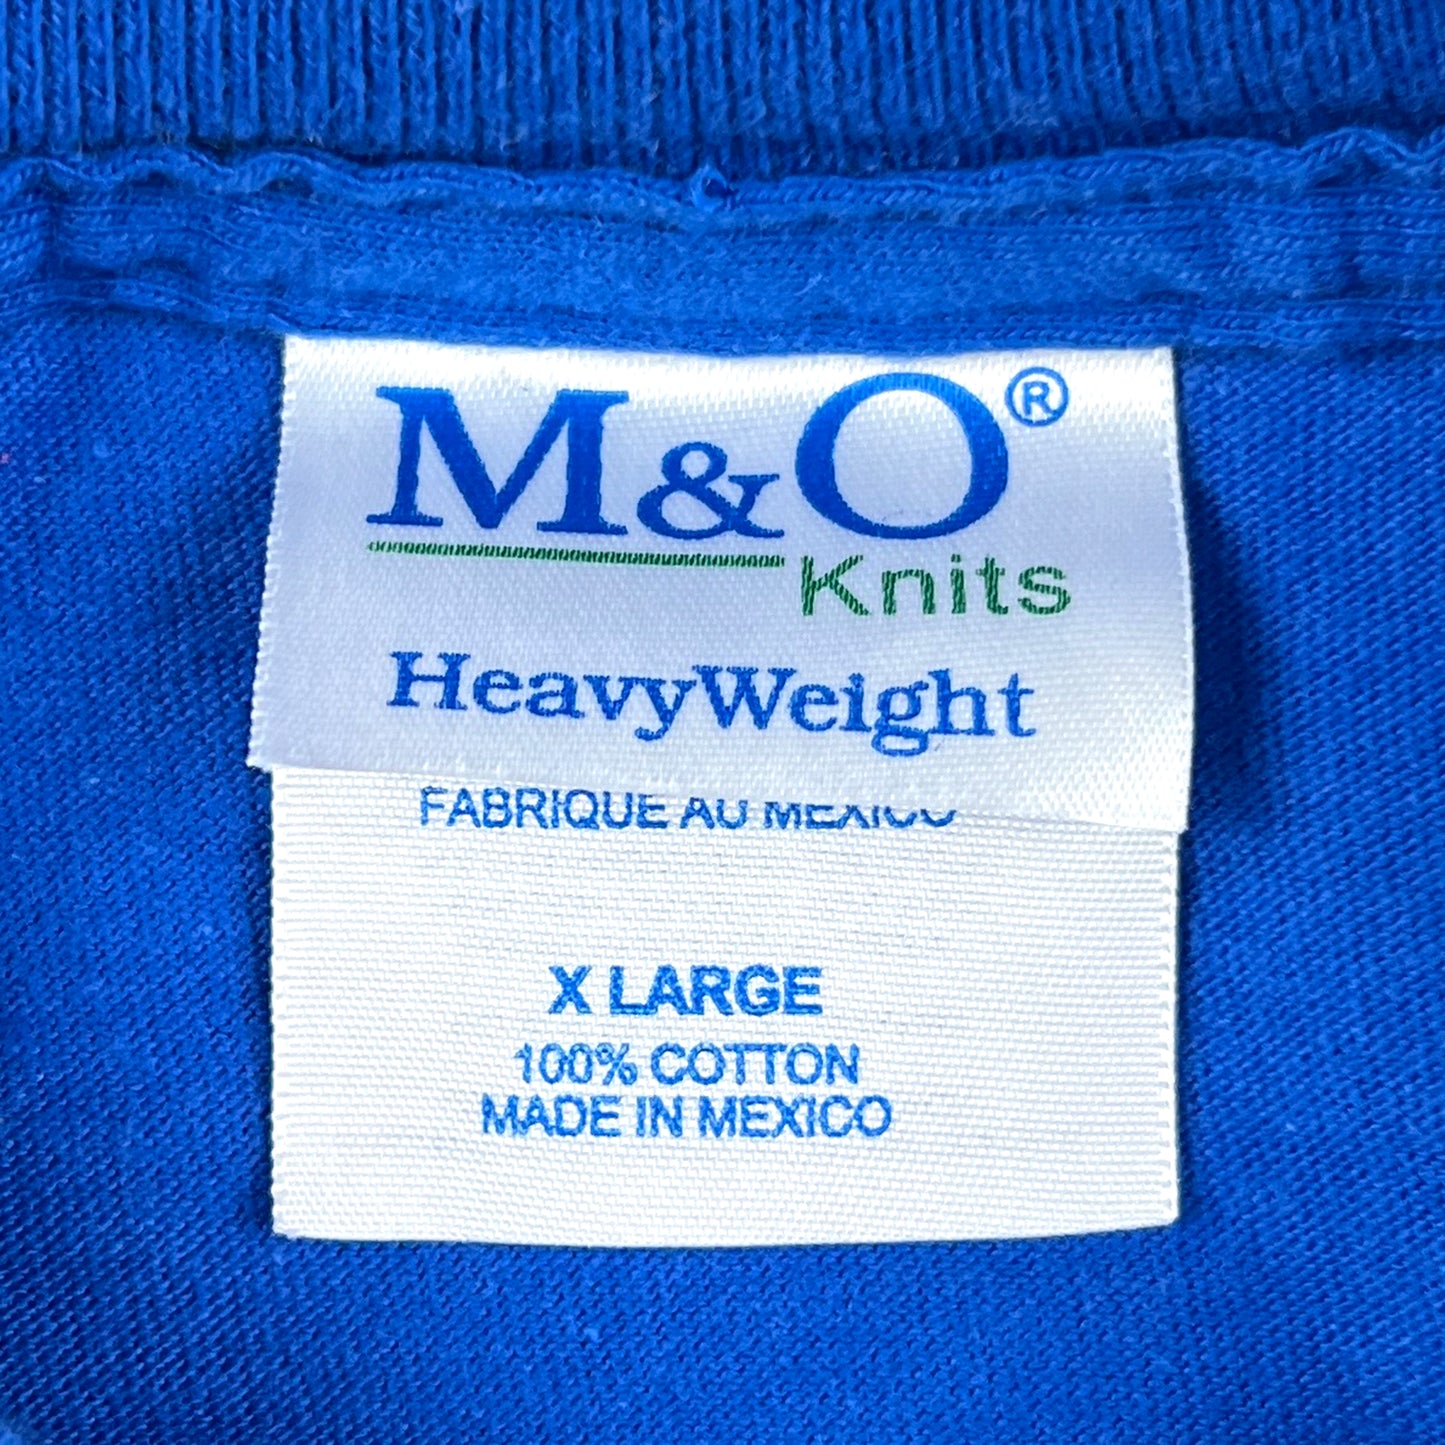 M&O®
Knits
HeavyWeight
FABRIQUE AU MEXICO
X LARGE
100% COTTON
MADE IN MEXICO